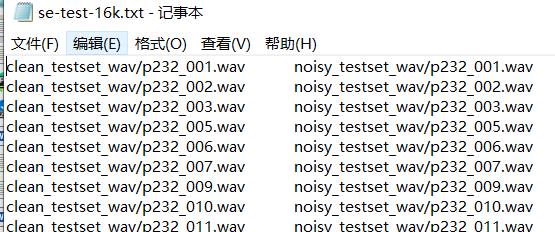 se-test-16k.txt - 记事本
文件(F) 编辑(E) 格式(O) 查看(V) 帮助(H)
clean_testset_wav/p232_001.wav noisy_testset_wav/p232_001.wav
clean_testset_wav/p232_002.wav noisy_testset_wav/p232_002.wav
clean_testset_wav/p232_003.wav noisy_testset_wav/p232_003.wav
clean_testset_wav/p232_005.wav noisy_testset_wav/p232_005.wav
clean_testset_wav/p232_006.wav noisy_testset_wav/p232_006.wav
clean_testset_wav/p232_007.wav noisy_testset_wav/p232_007.wav
clean_testset_wav/p232_009.wav noisy_testset_wav/p232_009.wav
clean_testset_wav/p232_010.wav noisy_testset_wav/p232_010.wav
clean_testset_wav/p232_011.wav noisy_testset_wav/p232_011.wav